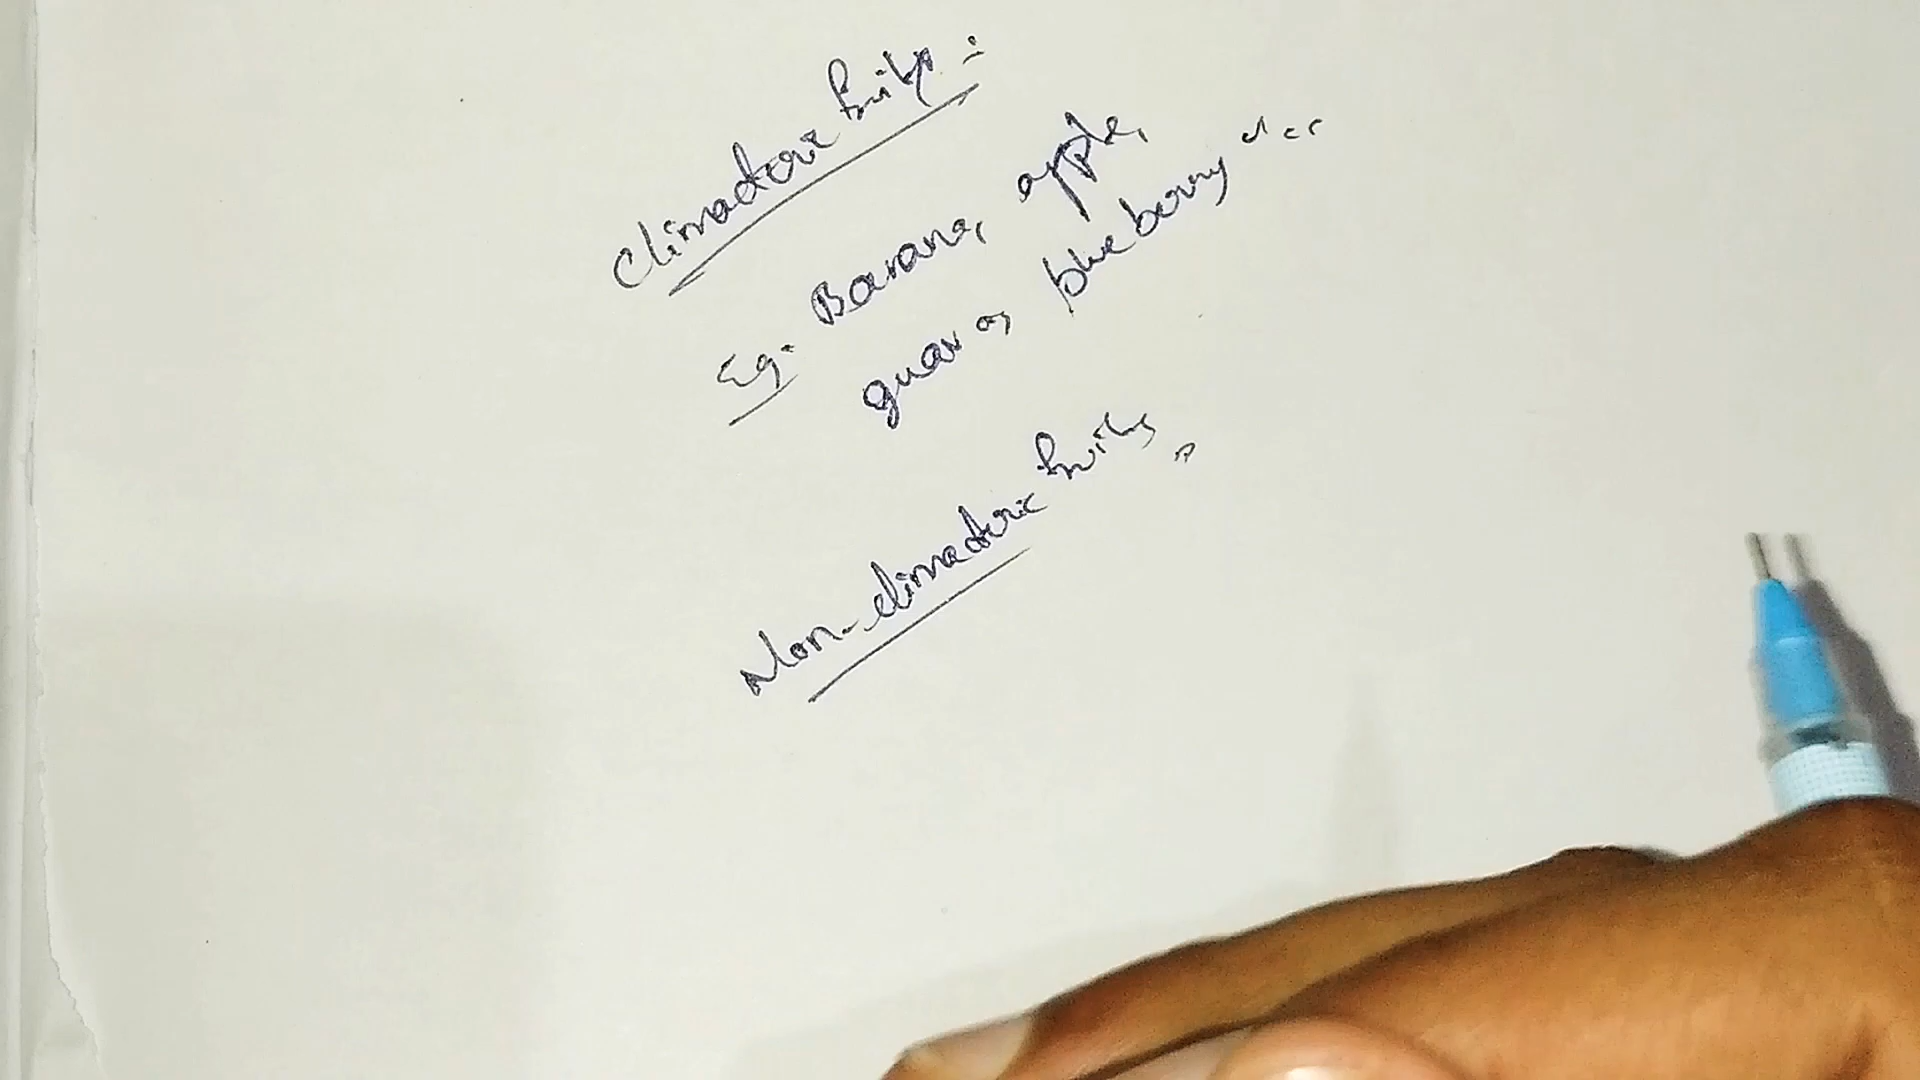 Climacteric fruits:-
Eg:- Banana, apple,
guava, blueberry etc
Non-climacteric fruits